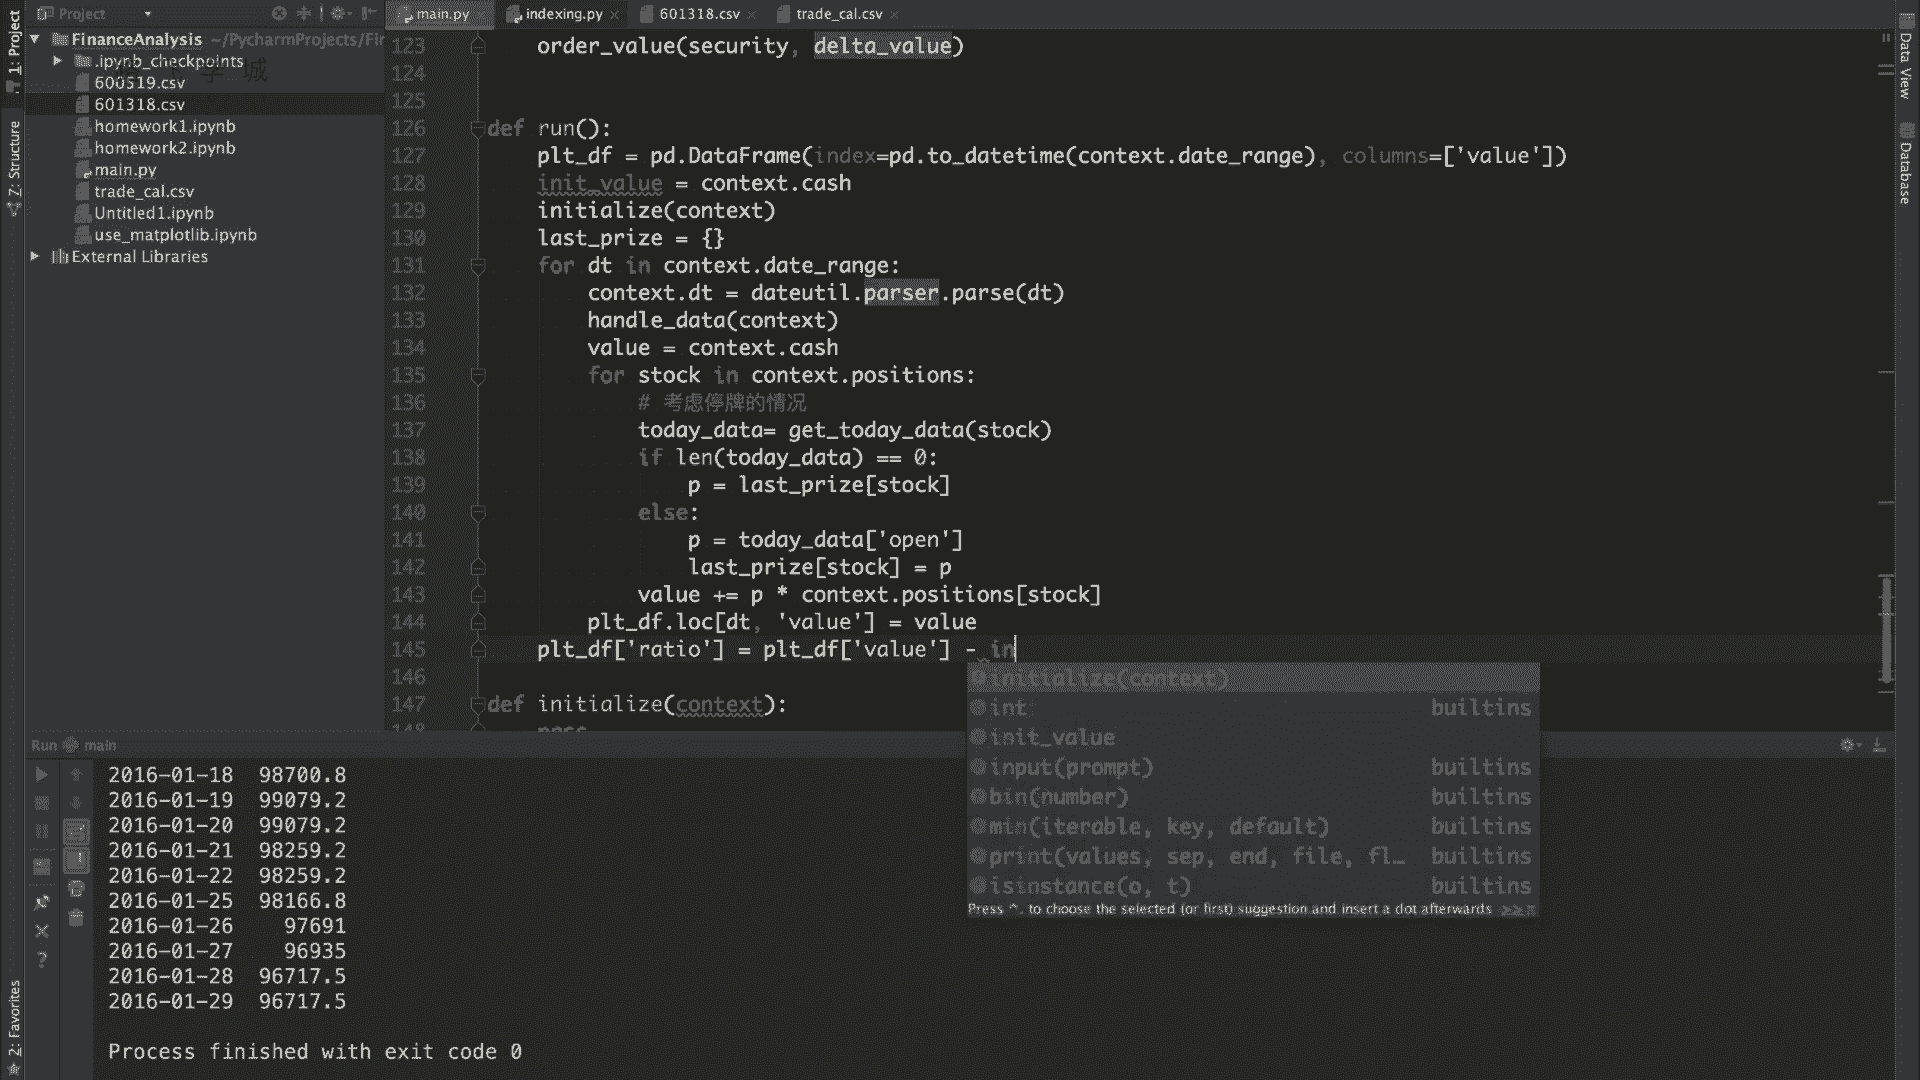 Project
main.py
indexing.py
601318.csv
trade_cal.csv
1: Project
Z: Structure
2: Favorites
Data View
Database
FinanceAnalysis ~/PycharmProjects/Fir
.ipynb_checkpoints
600519.csv
601318.csv
homework1.ipynb
homework2.ipynb
main.py
trade_cal.csv
Untitled1.ipynb
use_matplotlib.ipynb
External Libraries
123 order_value(security, delta_value)
124
125
126 def run():
127 plt_df = pd.DataFrame(index=pd.to_datetime(context.date_range), columns=['value'])
128 init_value = context.cash
129 initialize(context)
130 last_prize = {}
131 for dt in context.date_range:
132 context.dt = dateutil.parser.parse(dt)
133 handle_data(context)
134 value = context.cash
135 for stock in context.positions:
136 # 考虑停牌的情况
137 today_data= get_today_data(stock)
138 if len(today_data) == 0:
139 p = last_prize[stock]
140 else:
141 p = today_data['open']
142 last_prize[stock] = p
143 value += p * context.positions[stock]
144 plt_df.loc[dt, 'value'] = value
145 plt_df['ratio'] = plt_df['value'] - in
146
147 def initialize(context):
148 pass
initialize(context)
int builtins
init_value
input(prompt) builtins
bin(number) builtins
min(iterable, key, default) builtins
print(values, sep, end, file, fl… builtins
isinstance(o, t) builtins
Press ^. to choose the selected (or first) suggestion and insert a dot afterwards >>
Run main
2016-01-18 98700.8
2016-01-19 99079.2
2016-01-20 99079.2
2016-01-21 98259.2
2016-01-22 98259.2
2016-01-25 98166.8
2016-01-26 97691
2016-01-27 96935
2016-01-28 96717.5
2016-01-29 96717.5
Process finished with exit code 0